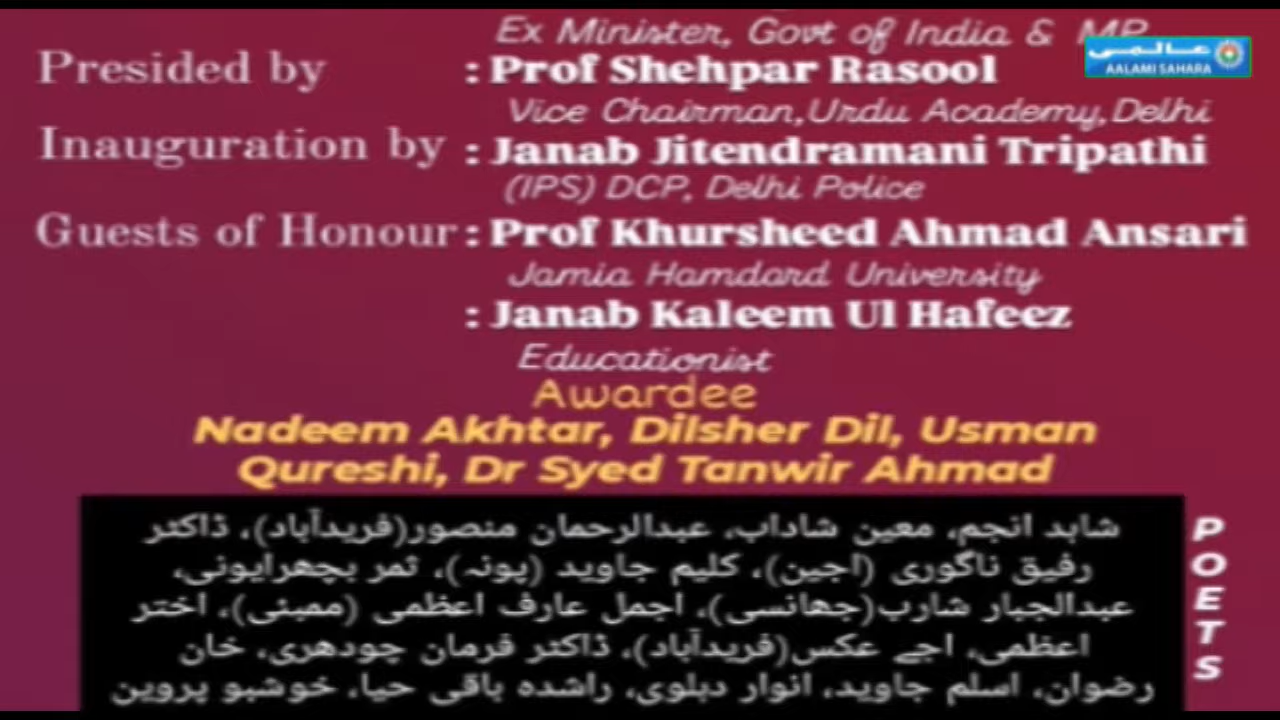 Ex Minister, Govt of India & MP
عالمی
AALAMI SAHARA
Presided by : Prof Shehpar Rasool
Vice Chairman,Urdu Academy,Delhi
Inauguration by : Janab Jitendramani Tripathi
(IPS) DCP, Delhi Police
Guests of Honour : Prof Khursheed Ahmad Ansari
Jamia Hamdard University
: Janab Kaleem Ul Hafeez
Educationist
Awardee
Nadeem Akhtar, Dilsher Dil, Usman
Qureshi, Dr Syed Tanwir Ahmad
POETS
شاہد انجم، معین شاداب، عبدالرحمان منصور(فریدآباد)، ڈاکٹر
رفیق ناگوری (اجین)، کلیم جاوید (پونہ)، ثمر بچھرایونی،
عبدالجبار شارب(جھانسی)، اجمل عارف اعظمی (ممبئی)، اختر
اعظمی، اجے عکس(فریدآباد)، ڈاکٹر فرمان چودھری، خان
رضوان، اسلم جاوید، انوار دہلوی، راشدہ باقی حیا، خوشبو پروین